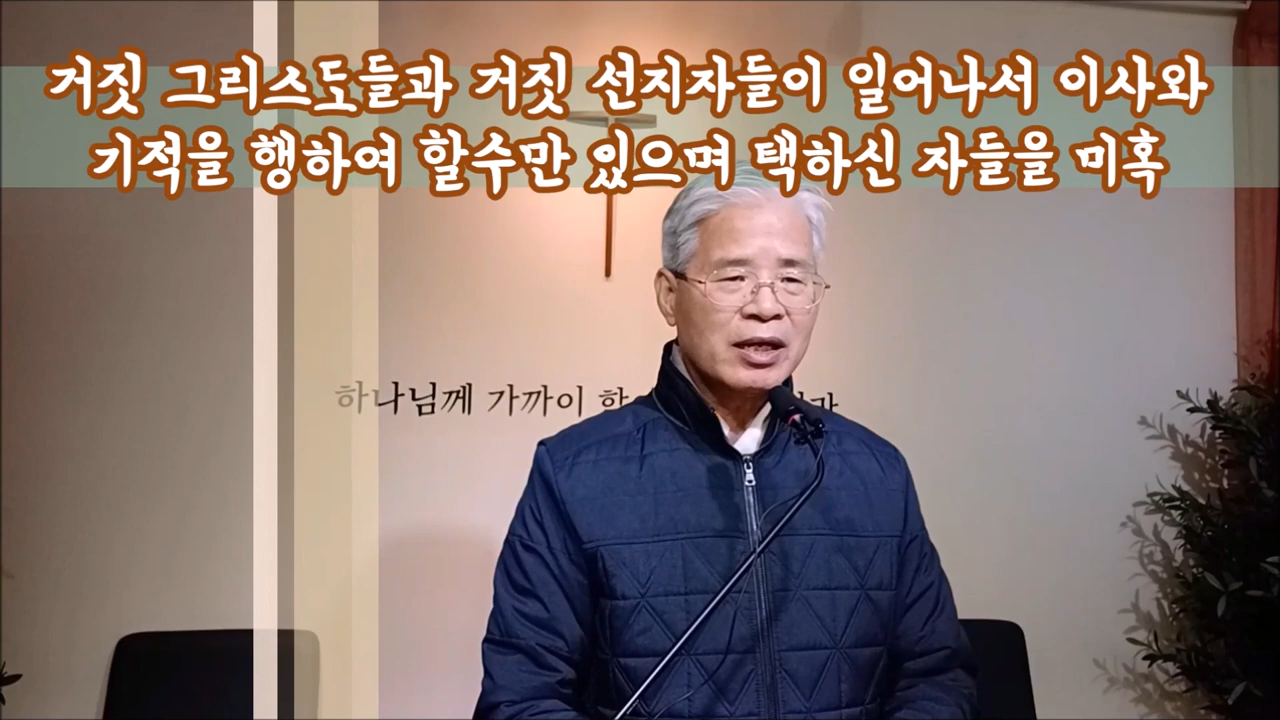 거짓 그리스도들과 거짓 선지자들이 일어나서 이사와
기적을 행하여 할수만 있으며 택하신 자들을 미혹
하나님께 가까이